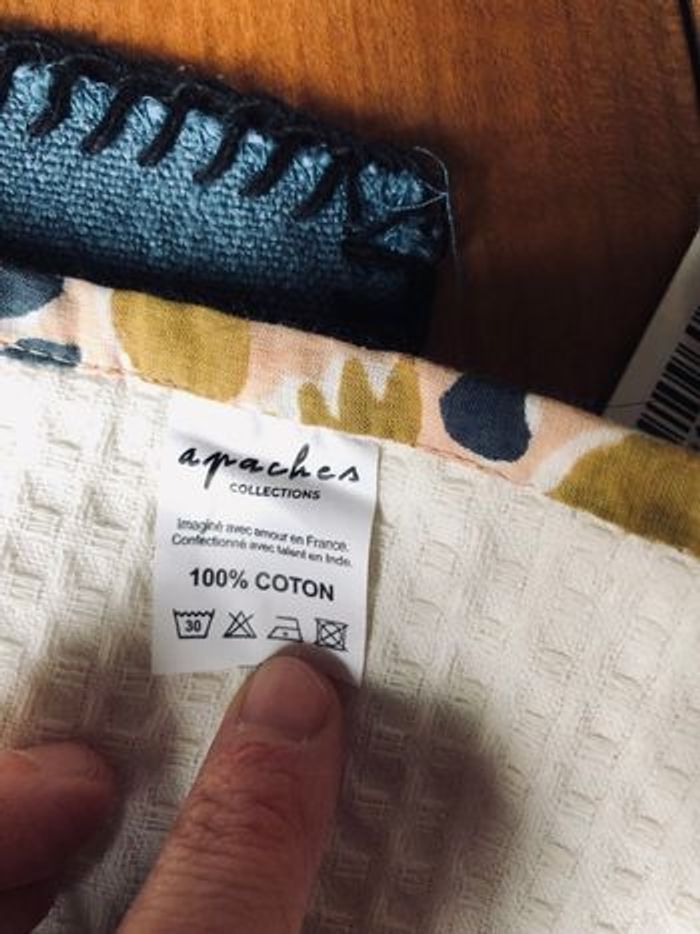 apaches
COLLECTIONS
Imaginé avec amour en France.
Confectionné avec talent en Inde.
100% COTON
30